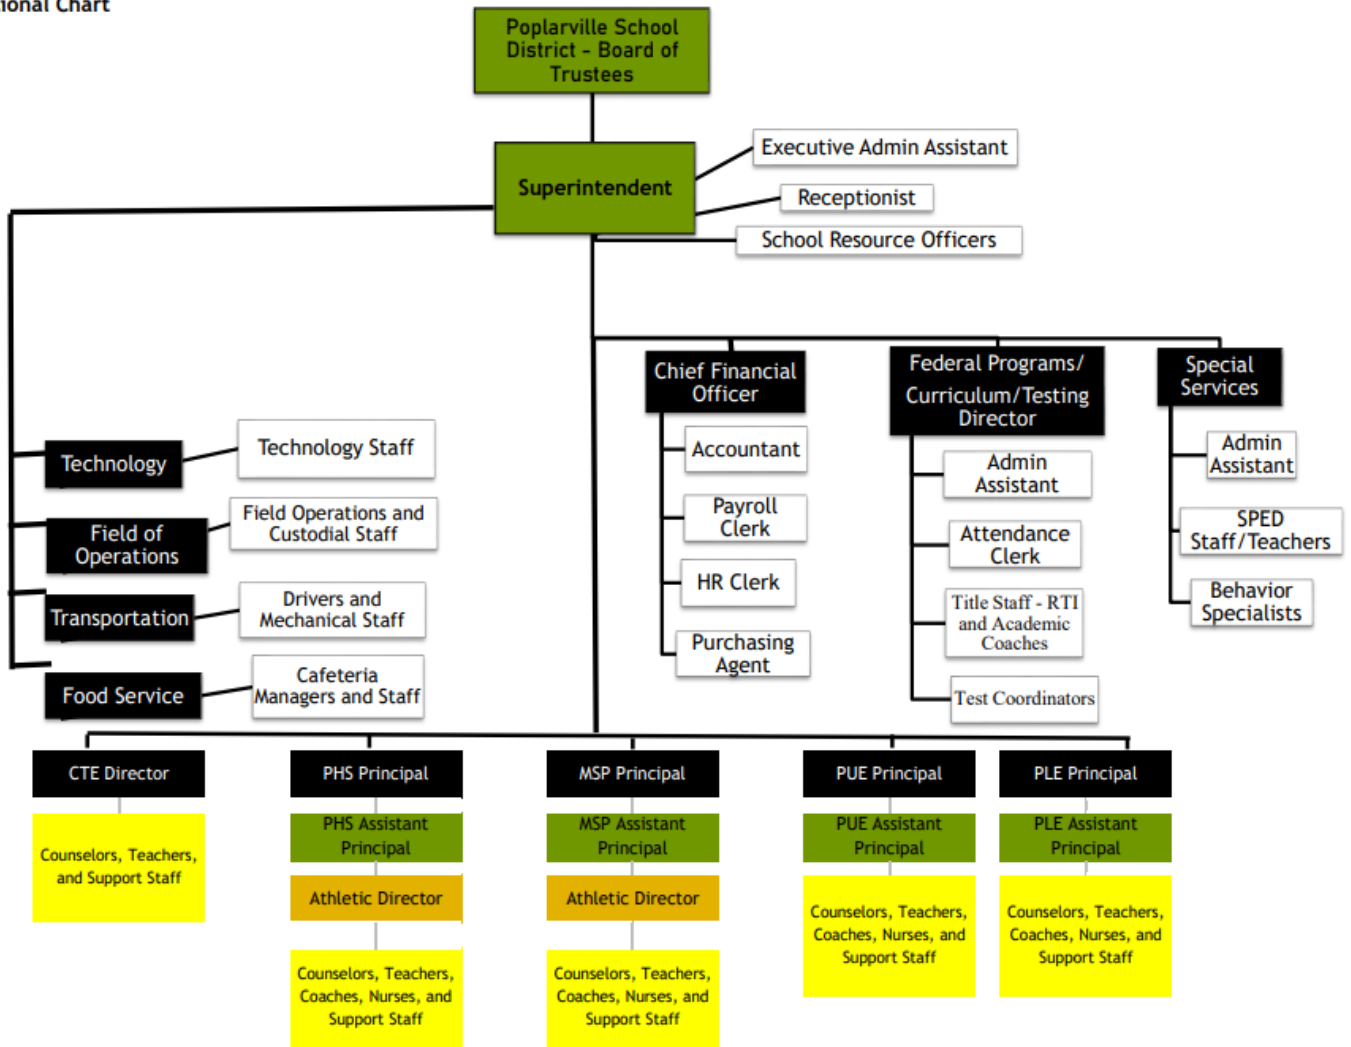 ional Chart
Poplarville School
District - Board of
Trustees
Superintendent
Executive Admin Assistant
Receptionist
School Resource Officers
Chief Financial
Officer
Accountant
Payroll
Clerk
HR Clerk
Purchasing
Agent
Federal Programs/
Curriculum/Testing
Director
Admin
Assistant
Attendance
Clerk
Title Staff - RTI
and Academic
Coaches
Test Coordinators
Special
Services
Admin
Assistant
SPED
Staff/Teachers
Behavior
Specialists
Technology
Technology Staff
Field of
Operations
Field Operations and
Custodial Staff
Transportation
Drivers and
Mechanical Staff
Food Service
Cafeteria
Managers and Staff
CTE Director
Counselors, Teachers,
and Support Staff
PHS Principal
PHS Assistant
Principal
Athletic Director
Counselors, Teachers,
Coaches, Nurses, and
Support Staff
MSP Principal
MSP Assistant
Principal
Athletic Director
Counselors, Teachers,
Coaches, Nurses, and
Support Staff
PUE Principal
PUE Assistant
Principal
Counselors, Teachers,
Coaches, Nurses, and
Support Staff
PLE Principal
PLE Assistant
Principal
Counselors, Teachers,
Coaches, Nurses, and
Support Staff